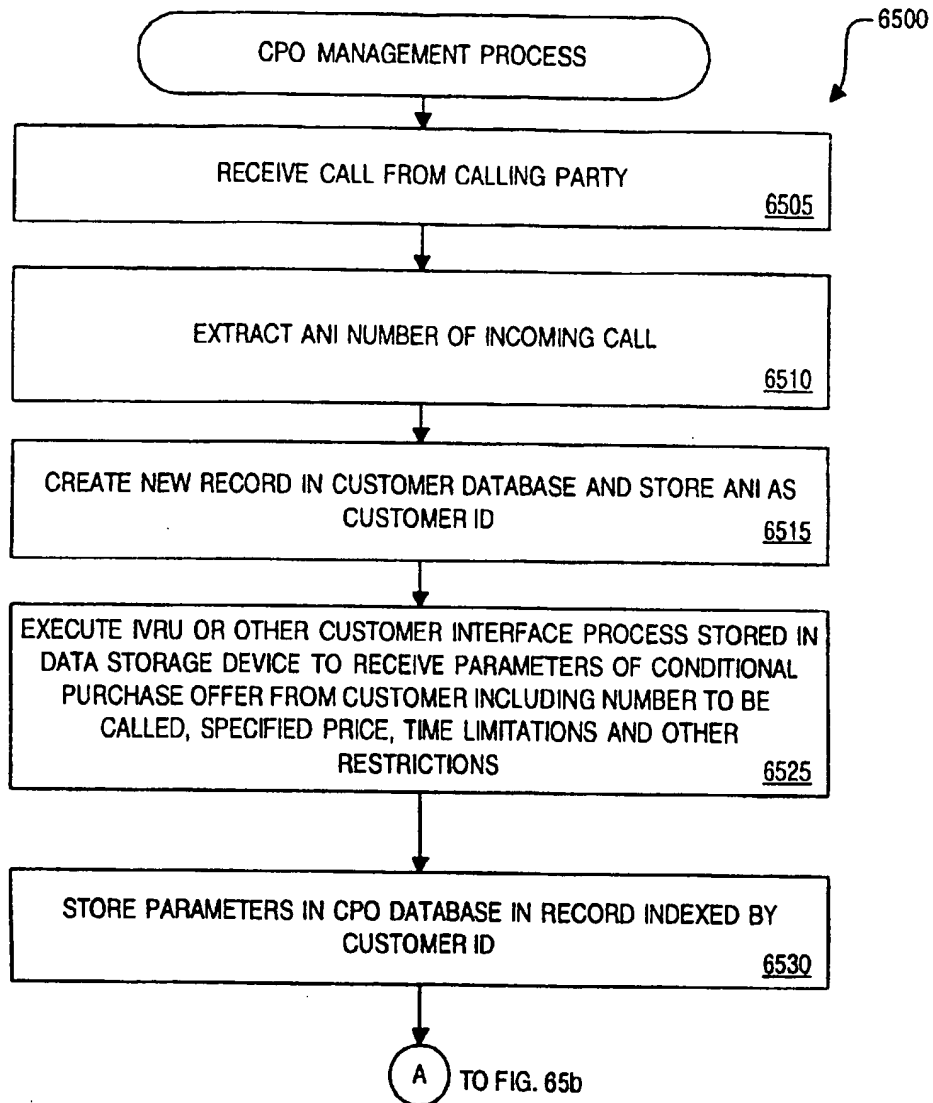 6500
CPO MANAGEMENT PROCESS
RECEIVE CALL FROM CALLING PARTY
6505
EXTRACT ANI NUMBER OF INCOMING CALL
6510
CREATE NEW RECORD IN CUSTOMER DATABASE AND STORE ANI AS
CUSTOMER ID
6515
EXECUTE IVRU OR OTHER CUSTOMER INTERFACE PROCESS STORED IN
DATA STORAGE DEVICE TO RECEIVE PARAMETERS OF CONDITIONAL
PURCHASE OFFER FROM CUSTOMER INCLUDING NUMBER TO BE
CALLED, SPECIFIED PRICE, TIME LIMITATIONS AND OTHER
RESTRICTIONS
6525
STORE PARAMETERS IN CPO DATABASE IN RECORD INDEXED BY
CUSTOMER ID
6530
A TO FIG. 65b